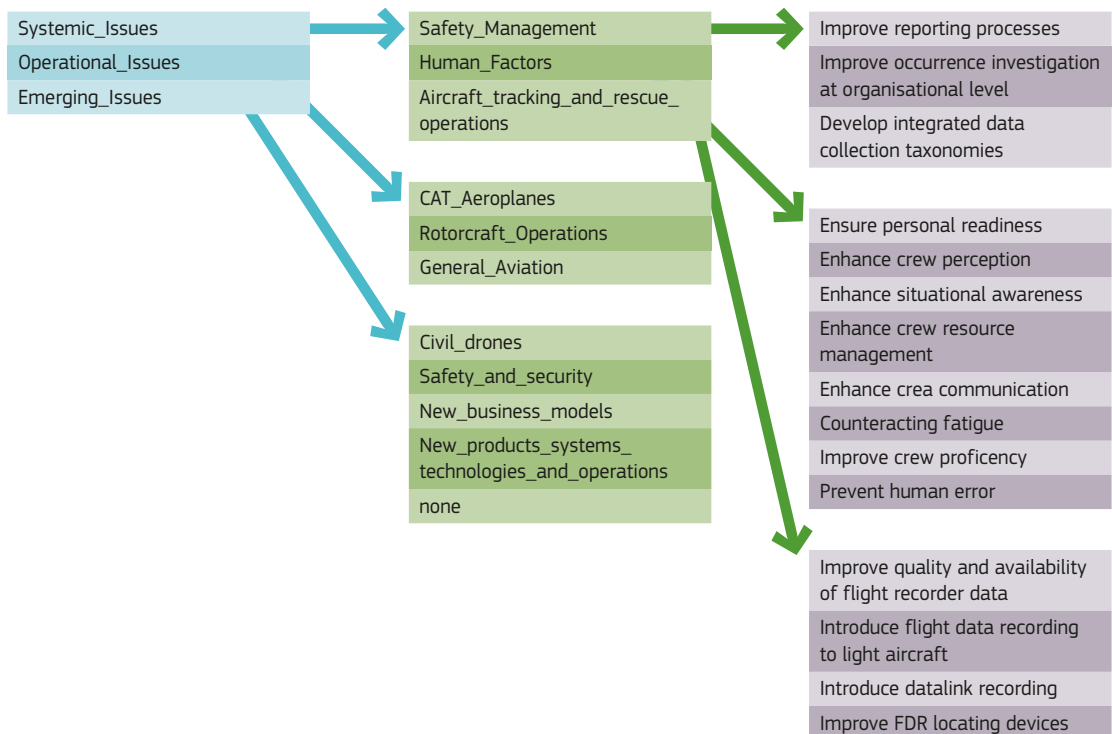 Systemic_Issues
Operational_Issues
Emerging_Issues
Safety_Management
Human_Factors
Aircraft_tracking_and_rescue_
operations
CAT_Aeroplanes
Rotorcraft_Operations
General_Aviation
Civil_drones
Safety_and_security
New_business_models
New_products_systems_
technologies_and_operations
none
Improve reporting processes
Improve occurrence investigation
at organisational level
Develop integrated data
collection taxonomies
Ensure personal readiness
Enhance crew perception
Enhance situational awareness
Enhance crew resource
management
Enhance crea communication
Counteracting fatigue
Improve crew proficency
Prevent human error
Improve quality and availability
of flight recorder data
Introduce flight data recording
to light aircraft
Introduce datalink recording
Improve FDR locating devices